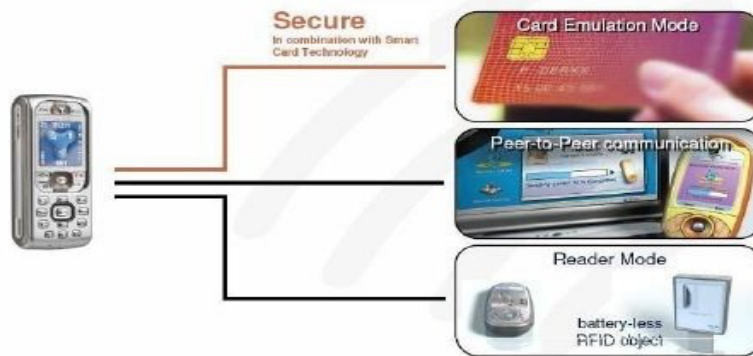 Secure
In combination with Smart
Card Technology
Card Emulation Mode
Peer-to-Peer communication
Reader Mode
battery-less
RFID object